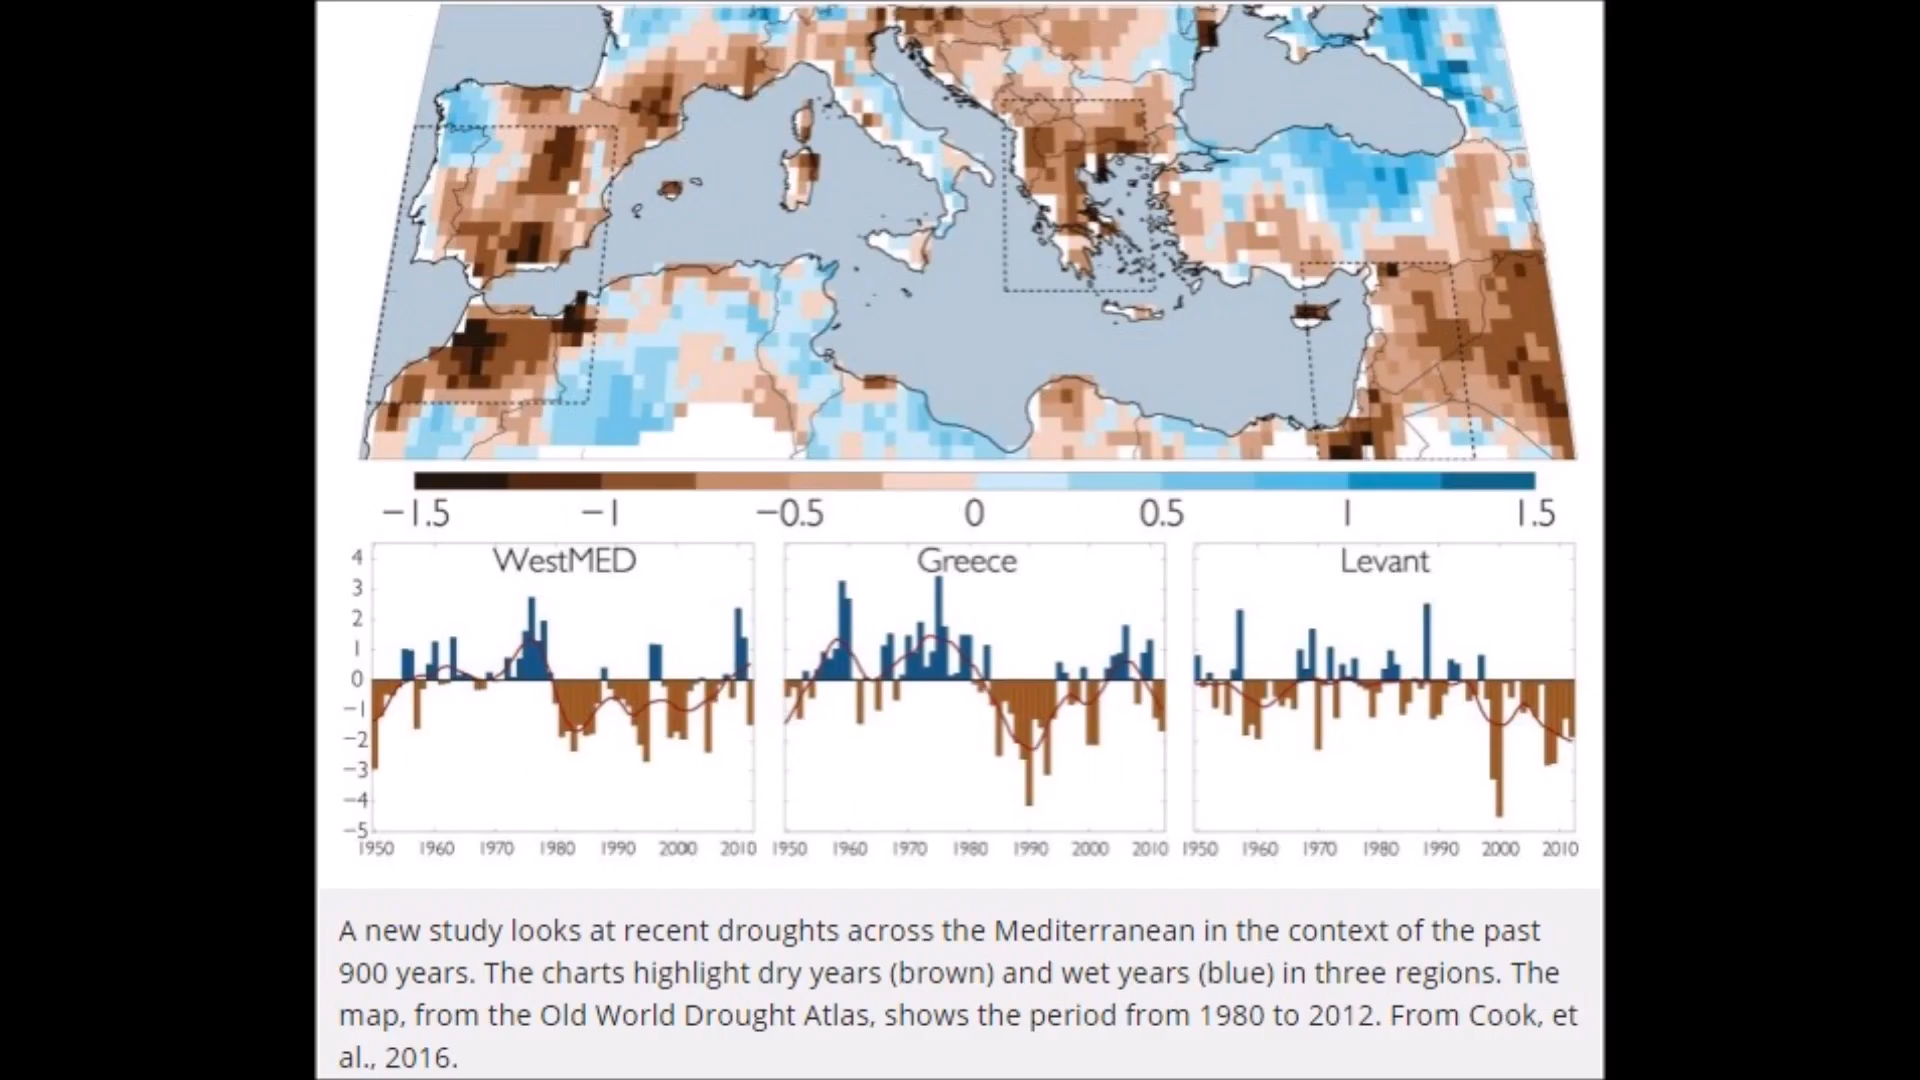 −1.5 −1 −0.5 0 0.5 1 1.5
WestMED
Greece
Levant
4
3
2
1
0
−1
−2
−3
−4
−5
1950 1960 1970 1980 1990 2000 2010
1950 1960 1970 1980 1990 2000 2010
1950 1960 1970 1980 1990 2000 2010
A new study looks at recent droughts across the Mediterranean in the context of the past
900 years. The charts highlight dry years (brown) and wet years (blue) in three regions. The
map, from the Old World Drought Atlas, shows the period from 1980 to 2012. From Cook, et
al., 2016.